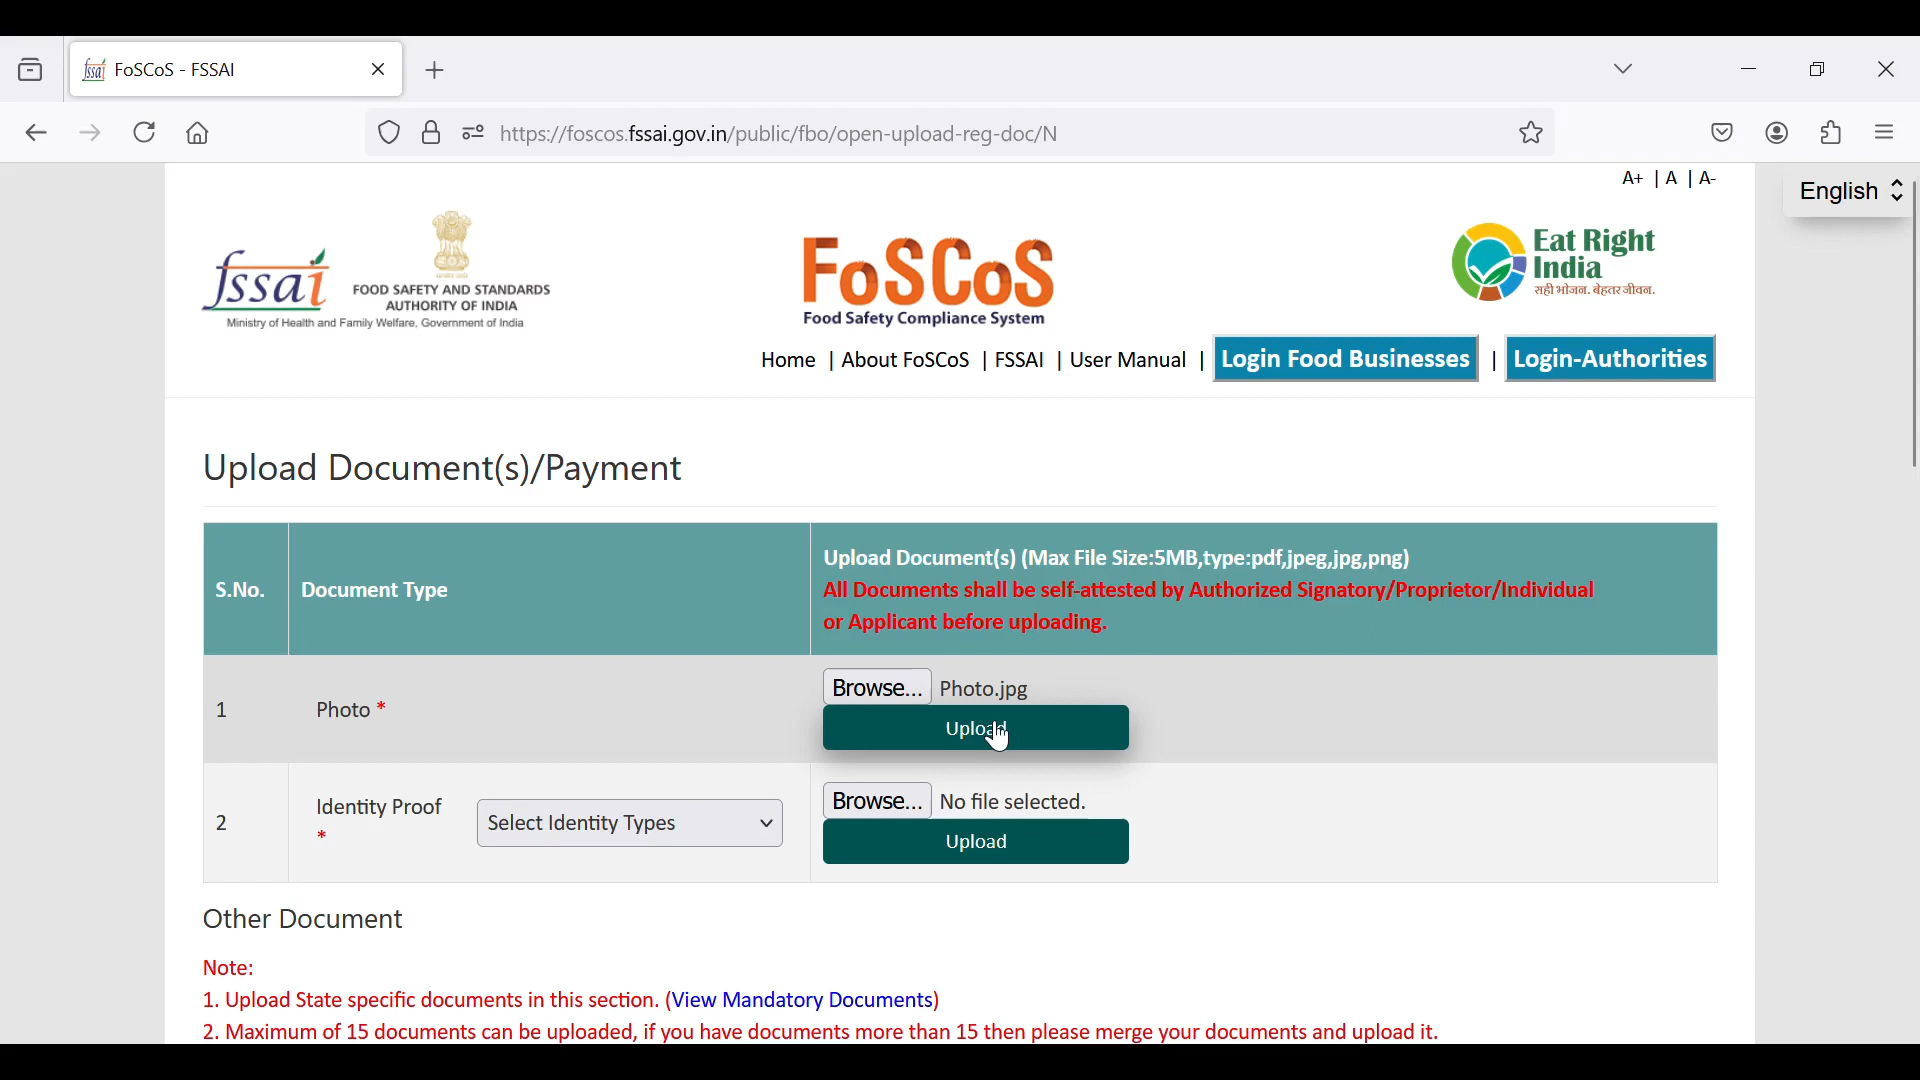 FoSCoS - FSSAI
https://foscos.fssai.gov.in/public/fbo/open-upload-reg-doc/N
A+ | A | A-
English
fssai
FOOD SAFETY AND STANDARDS
AUTHORITY OF INDIA
Ministry of Health and Family Welfare, Government of India
FoSCoS
Food Safety Compliance System
Eat Right
India
सही भोजन. बेहतर जीवन.
Home | About FoSCoS | FSSAI | User Manual | Login Food Businesses | Login-Authorities
Upload Document(s)/Payment
S.No.
Document Type
Upload Document(s) (Max File Size:5MB,type:pdf,jpeg,jpg,png)
All Documents shall be self-attested by Authorized Signatory/Proprietor/Individual
or Applicant before uploading.
1
Photo *
Browse... Photo.jpg
Upload
2
Identity Proof
*
Select Identity Types
Browse... No file selected.
Upload
Other Document
Note:
1. Upload State specific documents in this section. (View Mandatory Documents)
2. Maximum of 15 documents can be uploaded, if you have documents more than 15 then please merge your documents and upload it.